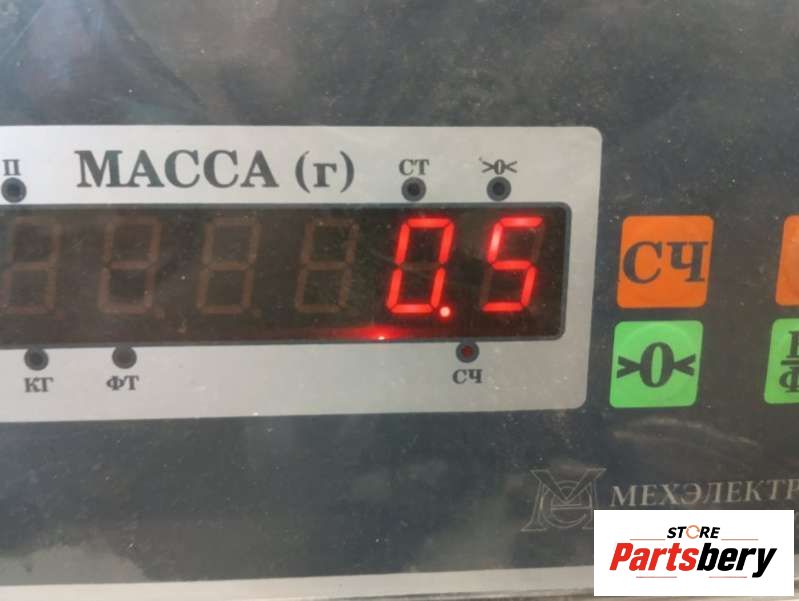 П МАССА (г) СТ >0<
0.5
СЧ
КГ ФТ СЧ
>0<
МЕХЭЛЕКТР
STORE
Partsbery